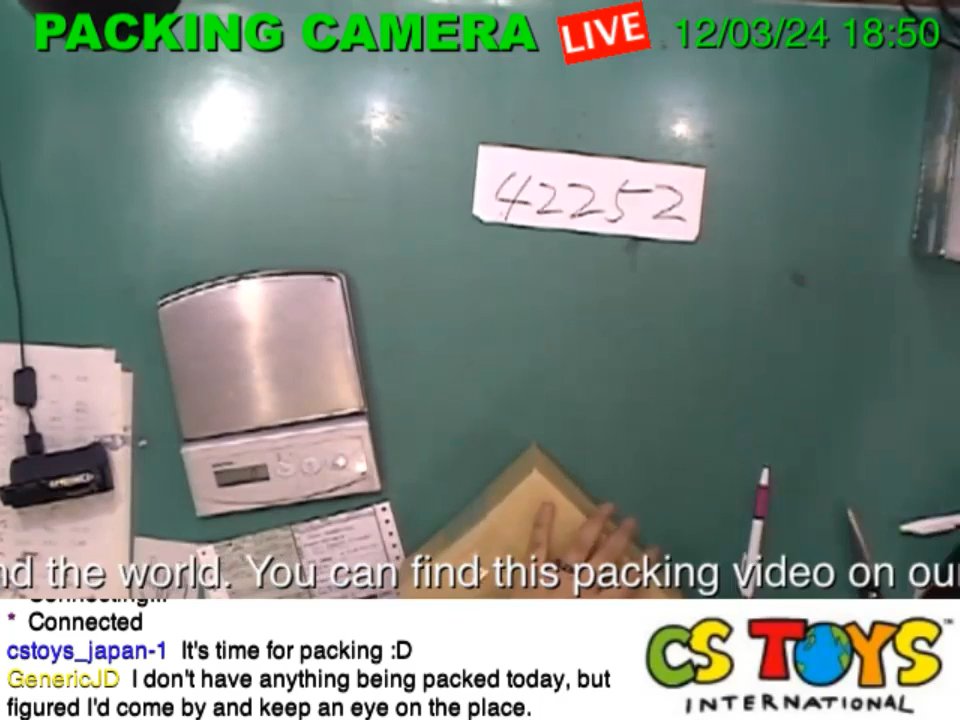 PACKING CAMERA LIVE 12/03/24 18:50
42252
nd the world. You can find this packing video on ou
* Connected
cstoys_japan-1 It's time for packing :D
GenericJD I don't have anything being packed today, but
figured I'd come by and keep an eye on the place.
CS TOYS
INTERNATIONAL